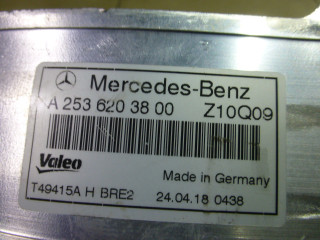 Mercedes-Benz
A 253 620 38 00 Z10Q09
Valeo
Made in Germany
T49415A H BRE2 24.04.18 0438